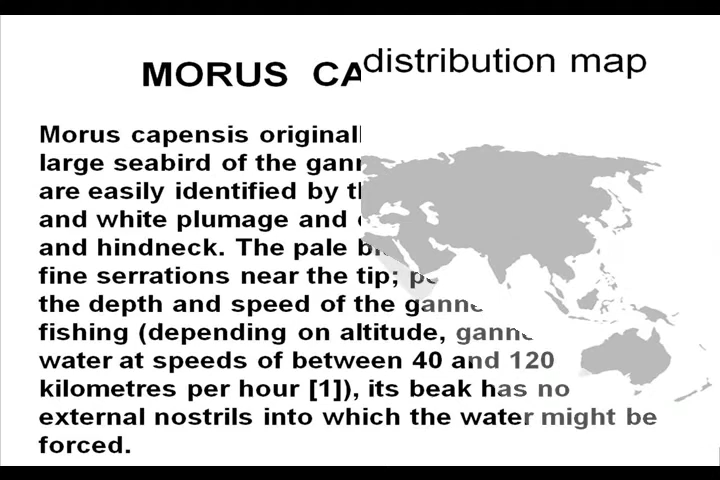 MORUS CA
distribution map
Morus capensis originall
large seabird of the gann
are easily identified by th
and white plumage and
and hindneck. The pale b
fine serrations near the tip; pe
the depth and speed of the ganne
fishing (depending on altitude, ganne
water at speeds of between 40 and 120
kilometres per hour [1]), its beak has no
external nostrils into which the water might be
forced.